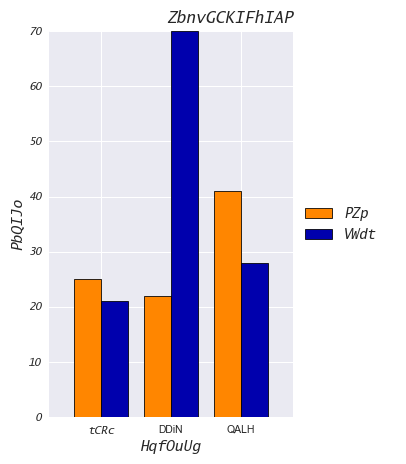 ZbnvGCKIFhIAP
70
60
50
40
30
20
10
0
PbQIJo
tCRc
DDiN
QALH
HqfOuUg
PZp
VWdt